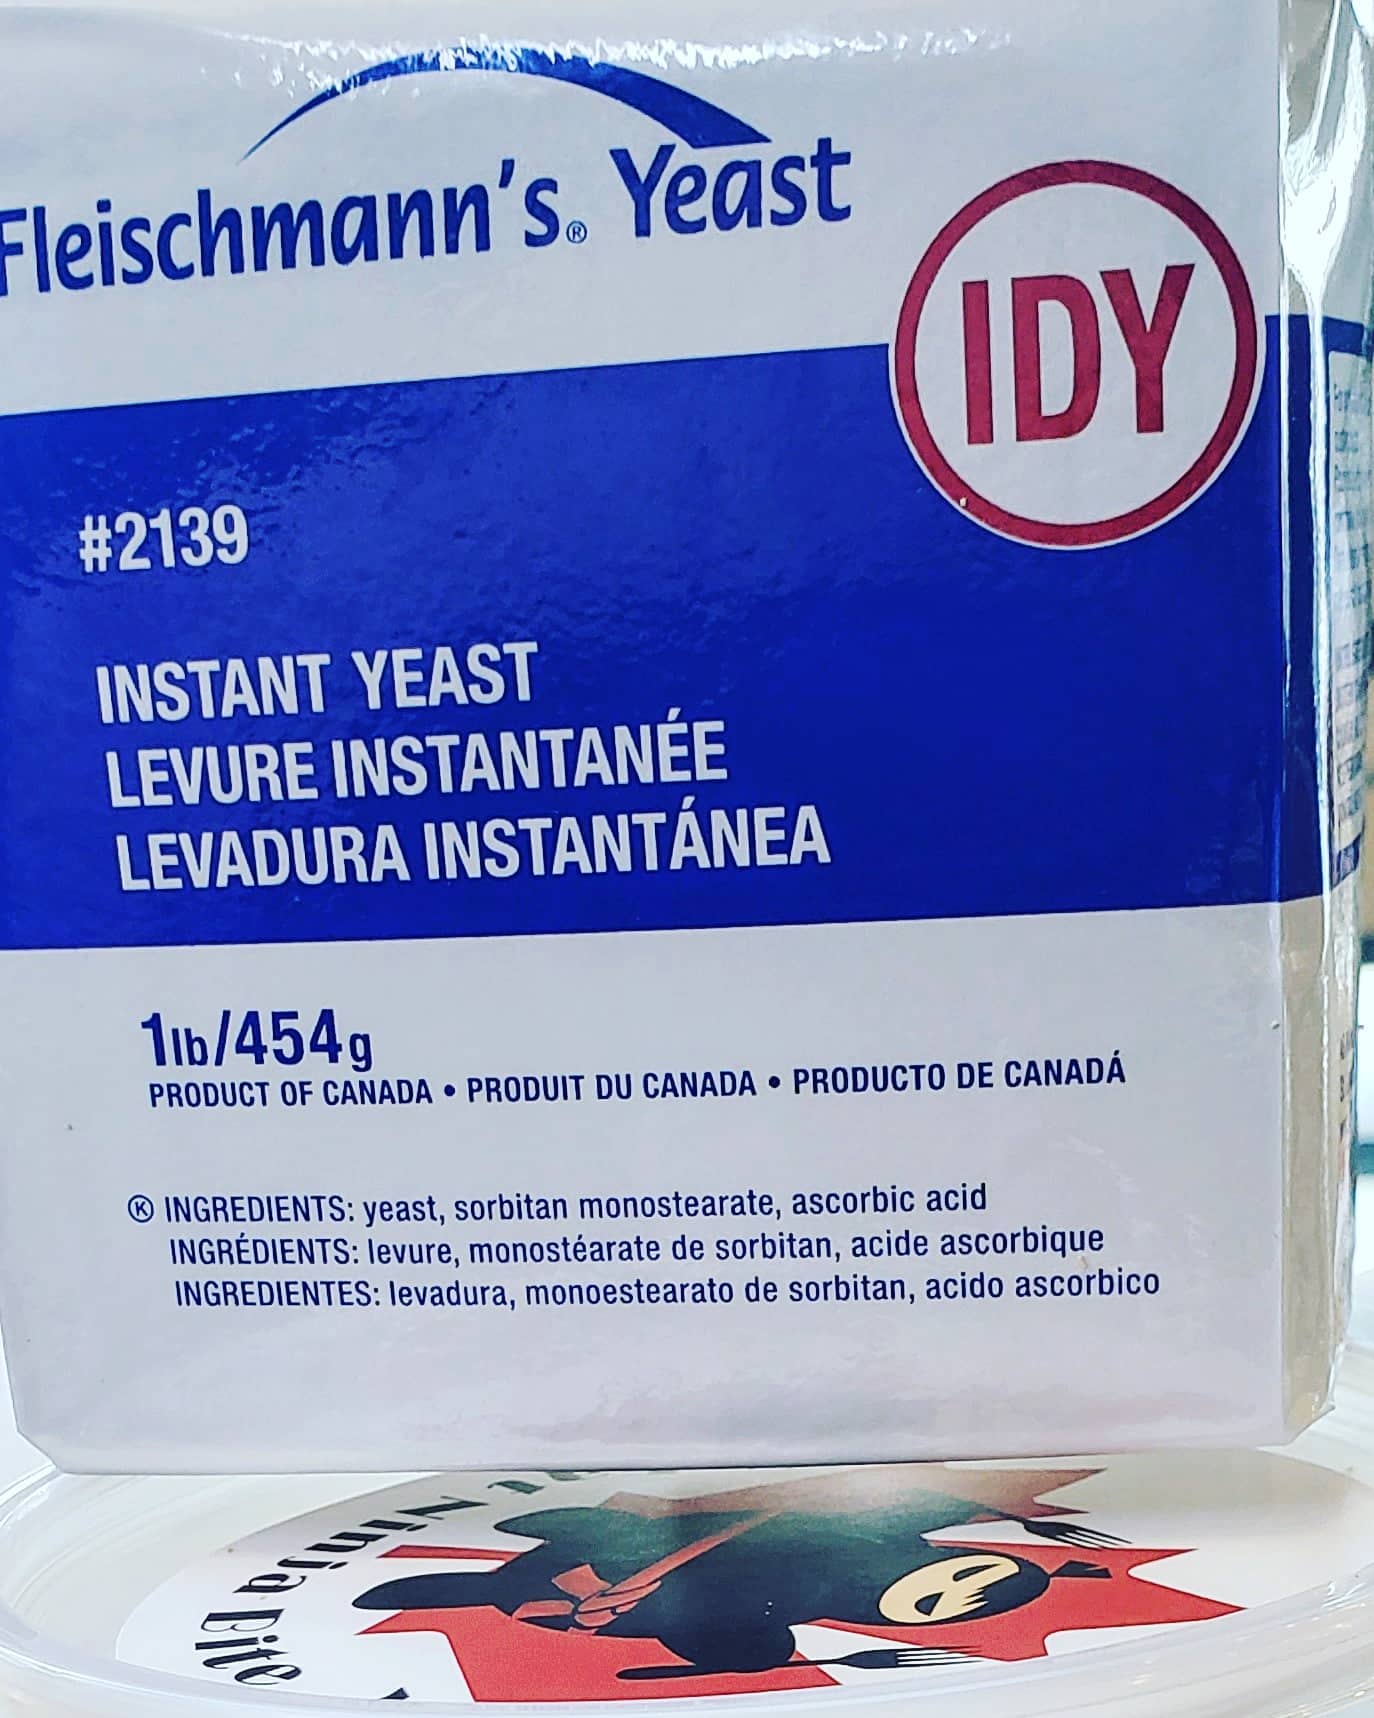 Fleischmann's® Yeast
IDY
#2139
INSTANT YEAST
LEVURE INSTANTANÉE
LEVADURA INSTANTÁNEA
1lb/454g
PRODUCT OF CANADA • PRODUIT DU CANADA • PRODUCTO DE CANADÁ
Ⓚ INGREDIENTS: yeast, sorbitan monostearate, ascorbic acid
INGRÉDIENTS: levure, monostéarate de sorbitan, acide ascorbique
INGREDIENTES: levadura, monoestearato de sorbitan, acido ascorbico
Ninja Bite